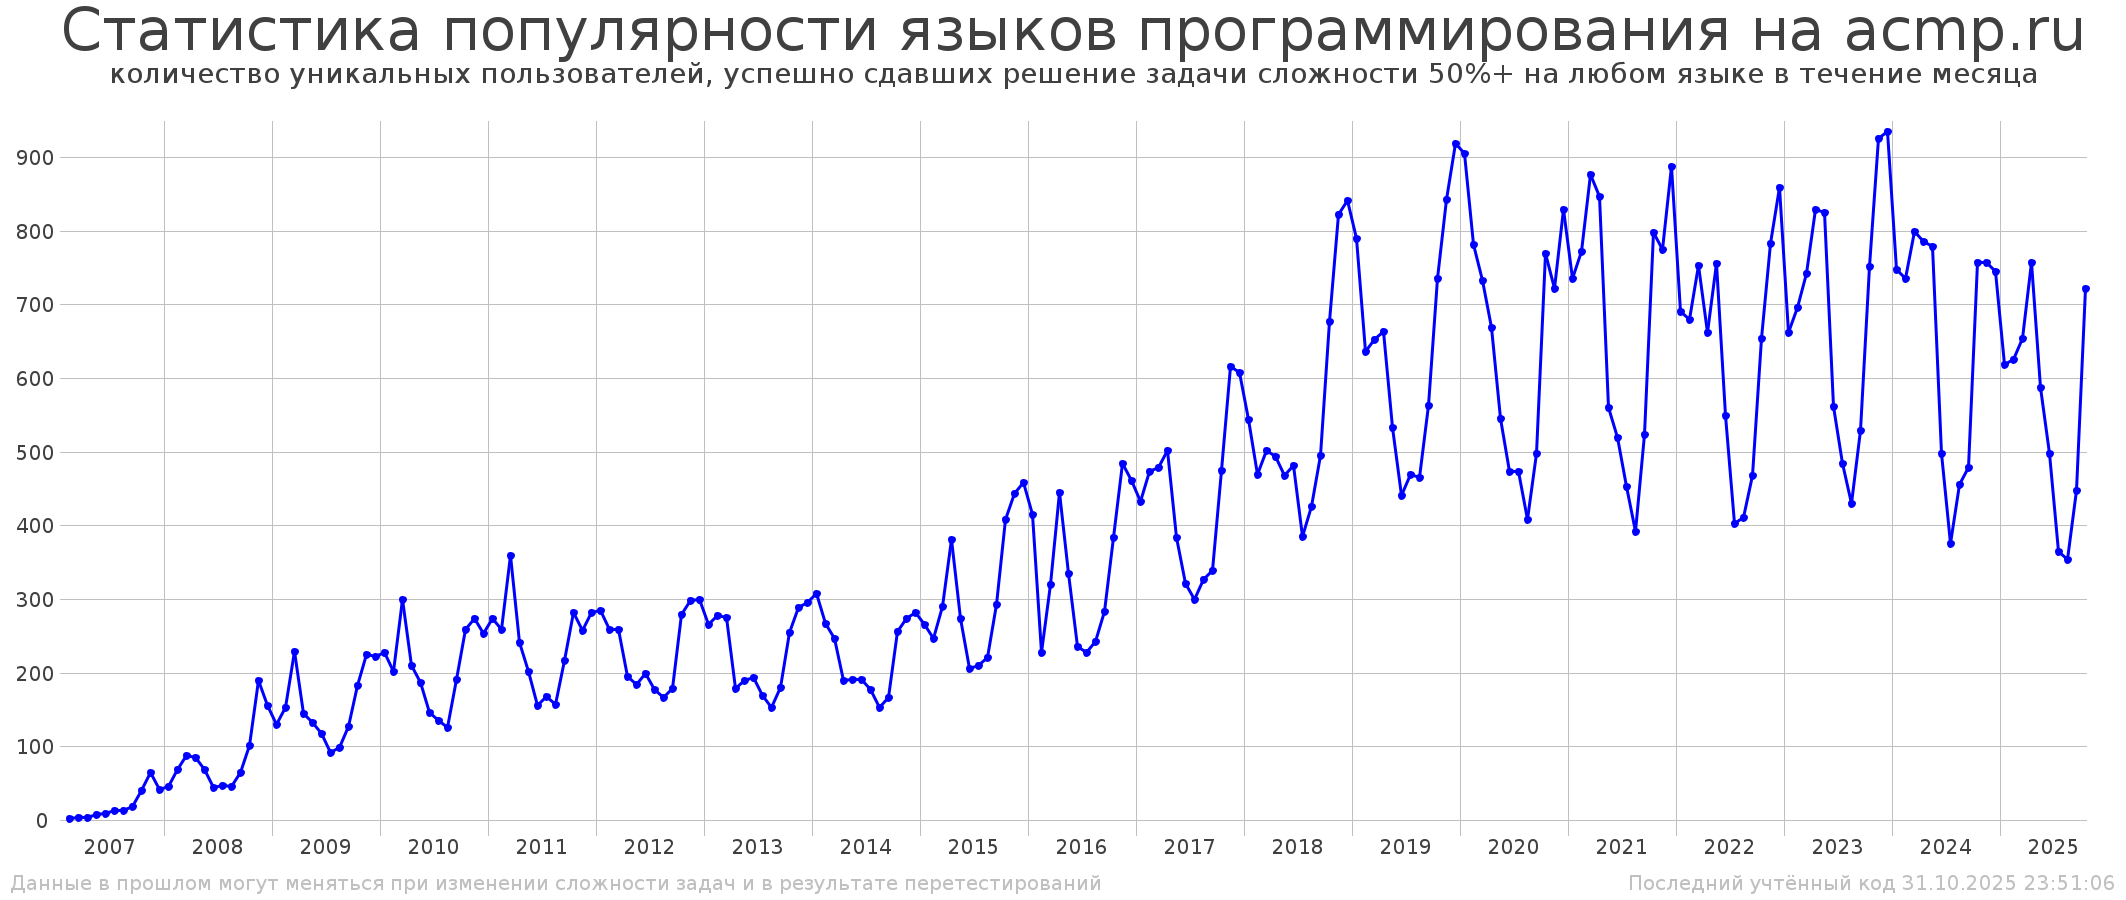 Статистика популярности языков программирования на acmp.ru
количество уникальных пользователей, успешно сдавших решение задачи сложности 50%+ на любом языке в течение месяца
900
800
700
600
500
400
300
200
100
0
2007 2008 2009 2010 2011 2012 2013 2014 2015 2016 2017 2018 2019 2020 2021 2022 2023 2024 2025
Данные в прошлом могут меняться при изменении сложности задач и в результате перетестирований
Последний учтённый код 31.10.2025 23:51:06